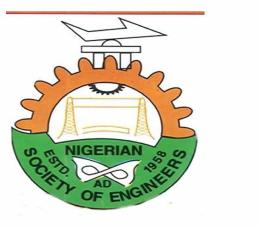 NIGERIAN
ESTD. AD 1958
SOCIETY OF ENGINEERS